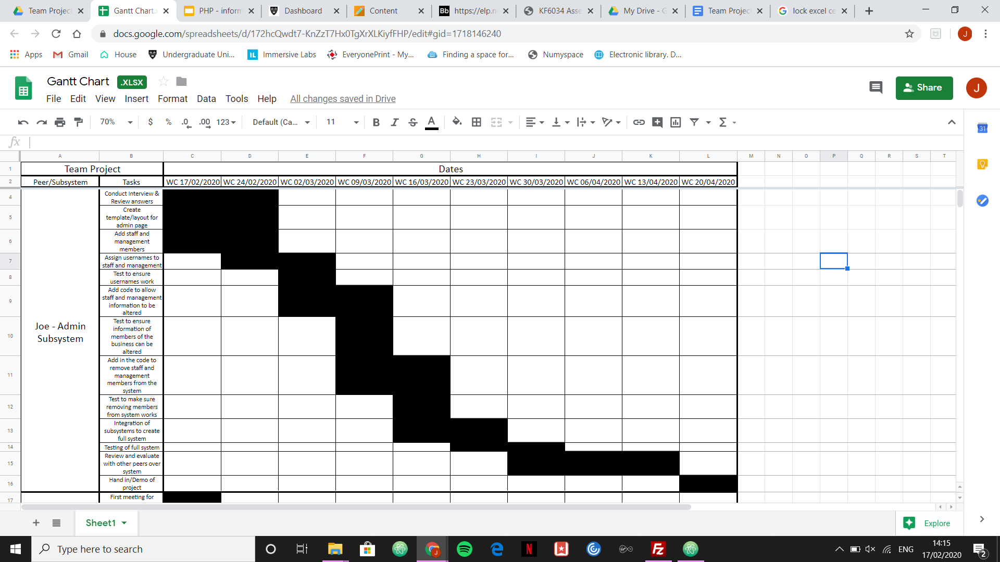 Team Project
Gantt Chart.
PHP - inform
Dashboard
Content
https://elp.n
KF6034 Asse
My Drive - G
Team Project
lock excel ce
docs.google.com/spreadsheets/d/172hcQwdt7-KnZzT7Hx0TgXrXLKiyfFHP/edit#gid=1718146240
J
Apps
Gmail
House
Undergraduate Uni...
IL
Immersive Labs
EveryonePrint - My...
Finding a space for...
Numyspace
Electronic library. D...
Gantt Chart
.XLSX
Share
J
File Edit View Insert Format Data Tools Help All changes saved in Drive
70% $ % .0 .00 123 Default (Ca... 11 B I S A
31
fx
A B C D E F G H I J K L M N O P Q R S T
1 Team Project Dates
2 Peer/Subsystem Tasks WC 17/02/2020 WC 24/02/2020 WC 02/03/2020 WC 09/03/2020 WC 16/03/2020 WC 23/03/2020 WC 30/03/2020 WC 06/04/2020 WC 13/04/2020 WC 20/04/2020
Joe - Admin
Subsystem
4
Conduct Interview &
Review answers
5
Create
template/layout for
admin page
6
Add staff and
management
members
7
Assign usernames to
staff and management
8
Test to ensure
usernames work
9
Add code to allow
staff and management
information to be
altered
10
Test to ensure
information of
members of the
business can be
altered
11
Add in the code to
remove staff and
management
members from the
system
12
Test to make sure
removing members
from system works
13
Integration of
subsystems to create
full system
14
Testing of full system
15
Review and evaluate
with other peers over
system
16
Hand in/Demo of
project
17
First meeting for
Sheet1
Explore
Type here to search
ENG
14:15
17/02/2020
2